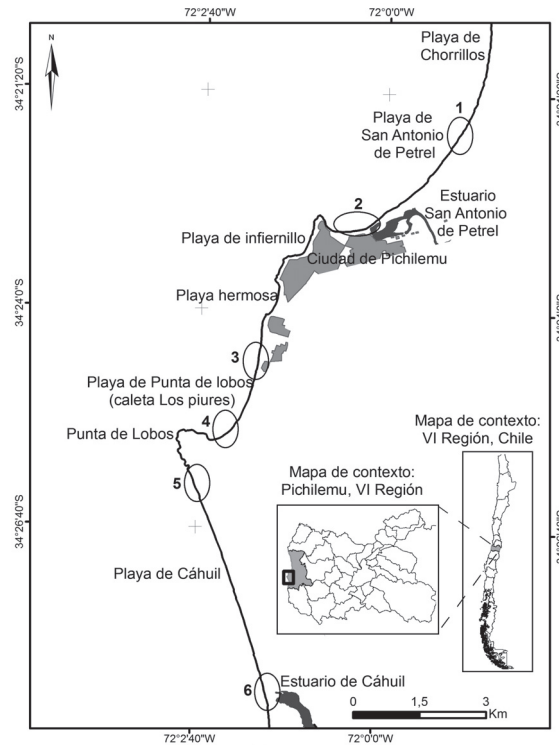 72°2'40"W
72°0'0"W
N
Playa de
Chorrillos
34°21'20"S
1
Playa de
San Antonio
de Petrel
2
Estuario
San Antonio
de Petrel
Playa de infiernillo
Ciudad de Pichilemu
Playa hermosa
34°24'0"S
3
Playa de Punta de lobos
(caleta Los piures)
4
Punta de Lobos
Mapa de contexto:
VI Región, Chile
5
Mapa de contexto:
Pichilemu, VI Región
34°26'40"S
Playa de Cáhuil
6
Estuario de Cáhuil
0
1,5
3
Km
72°2'40"W
72°0'0"W